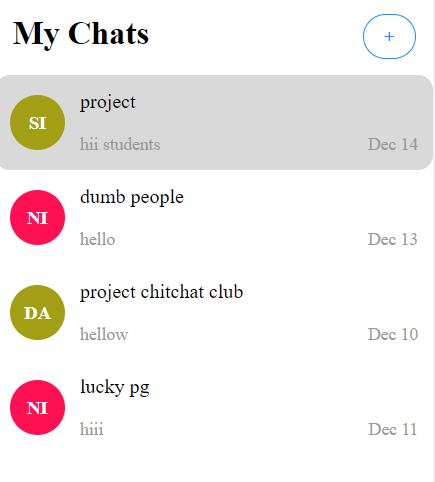 My Chats
+
project
SI
hii students Dec 14
dumb people
NI
hello Dec 13
project chitchat club
DA
hellow Dec 10
lucky pg
NI
hiii Dec 11